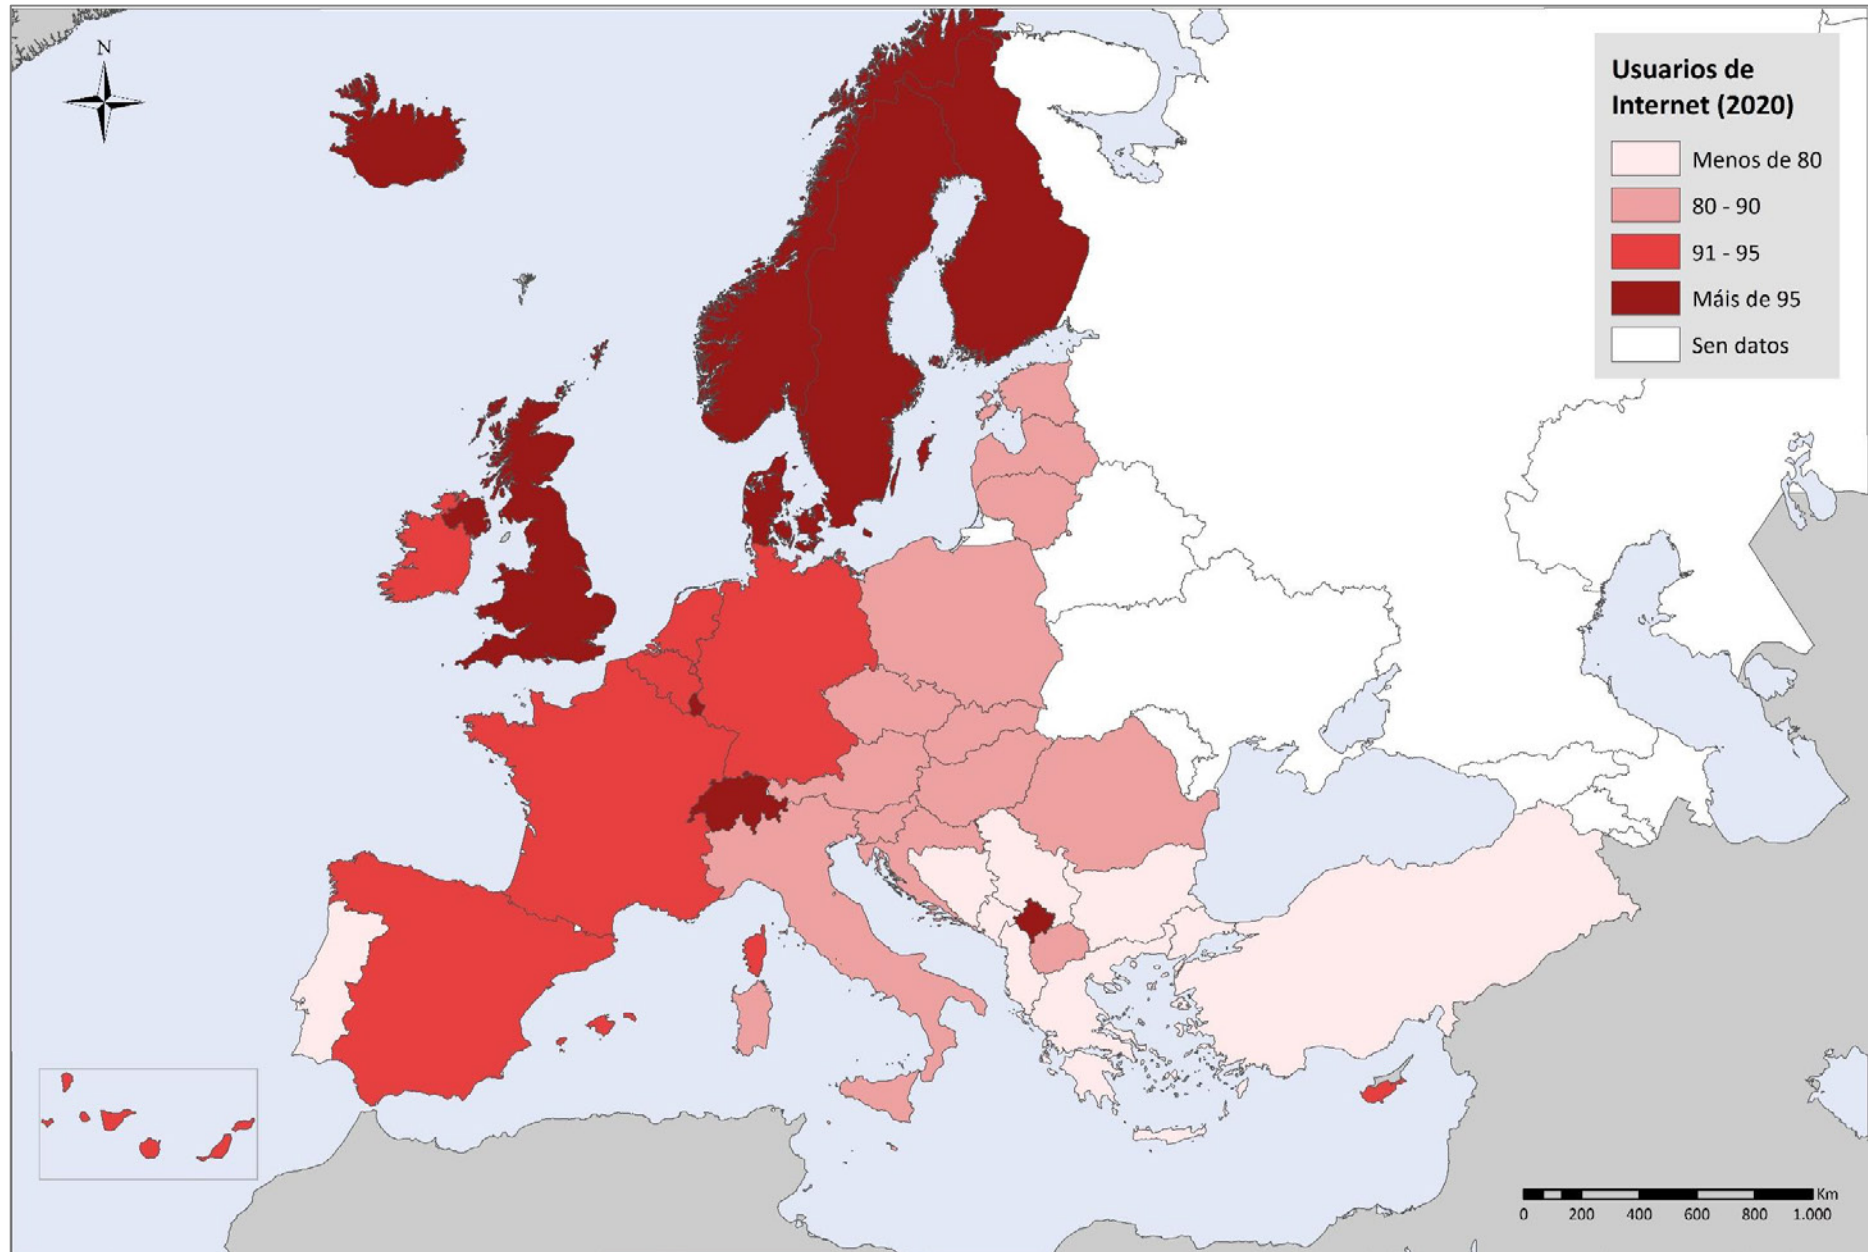 N
Usuarios de
Internet (2020)
Menos de 80
80 - 90
91 - 95
Máis de 95
Sen datos
Km
0 200 400 600 800 1.000